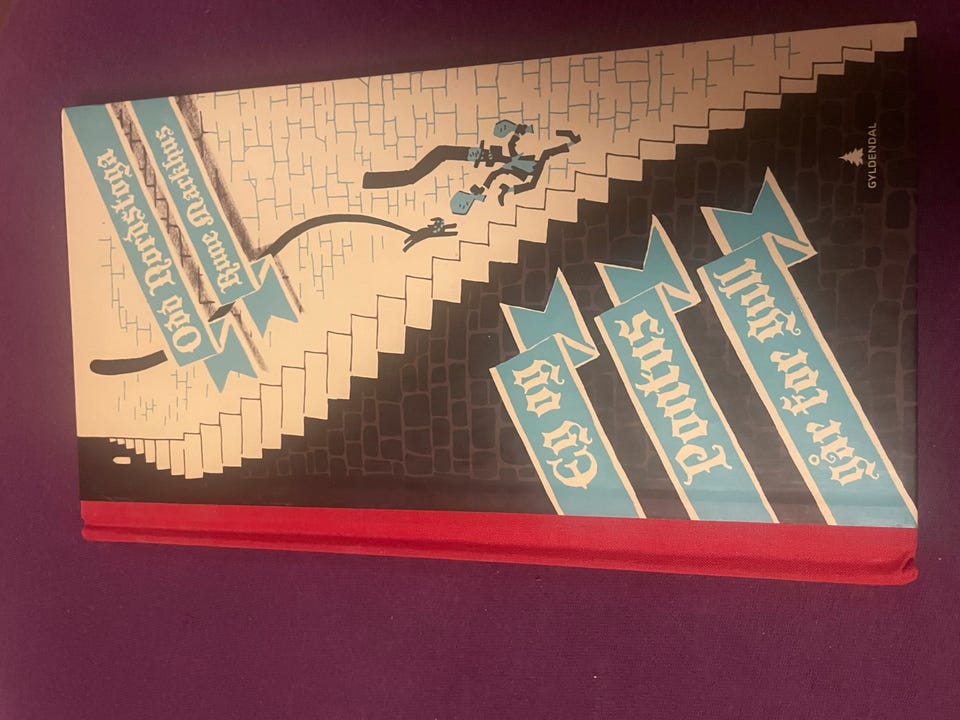 Odd Nordstoga
Rune Markhus
Eg og
Pontus
går for gull
GYLDENDAL